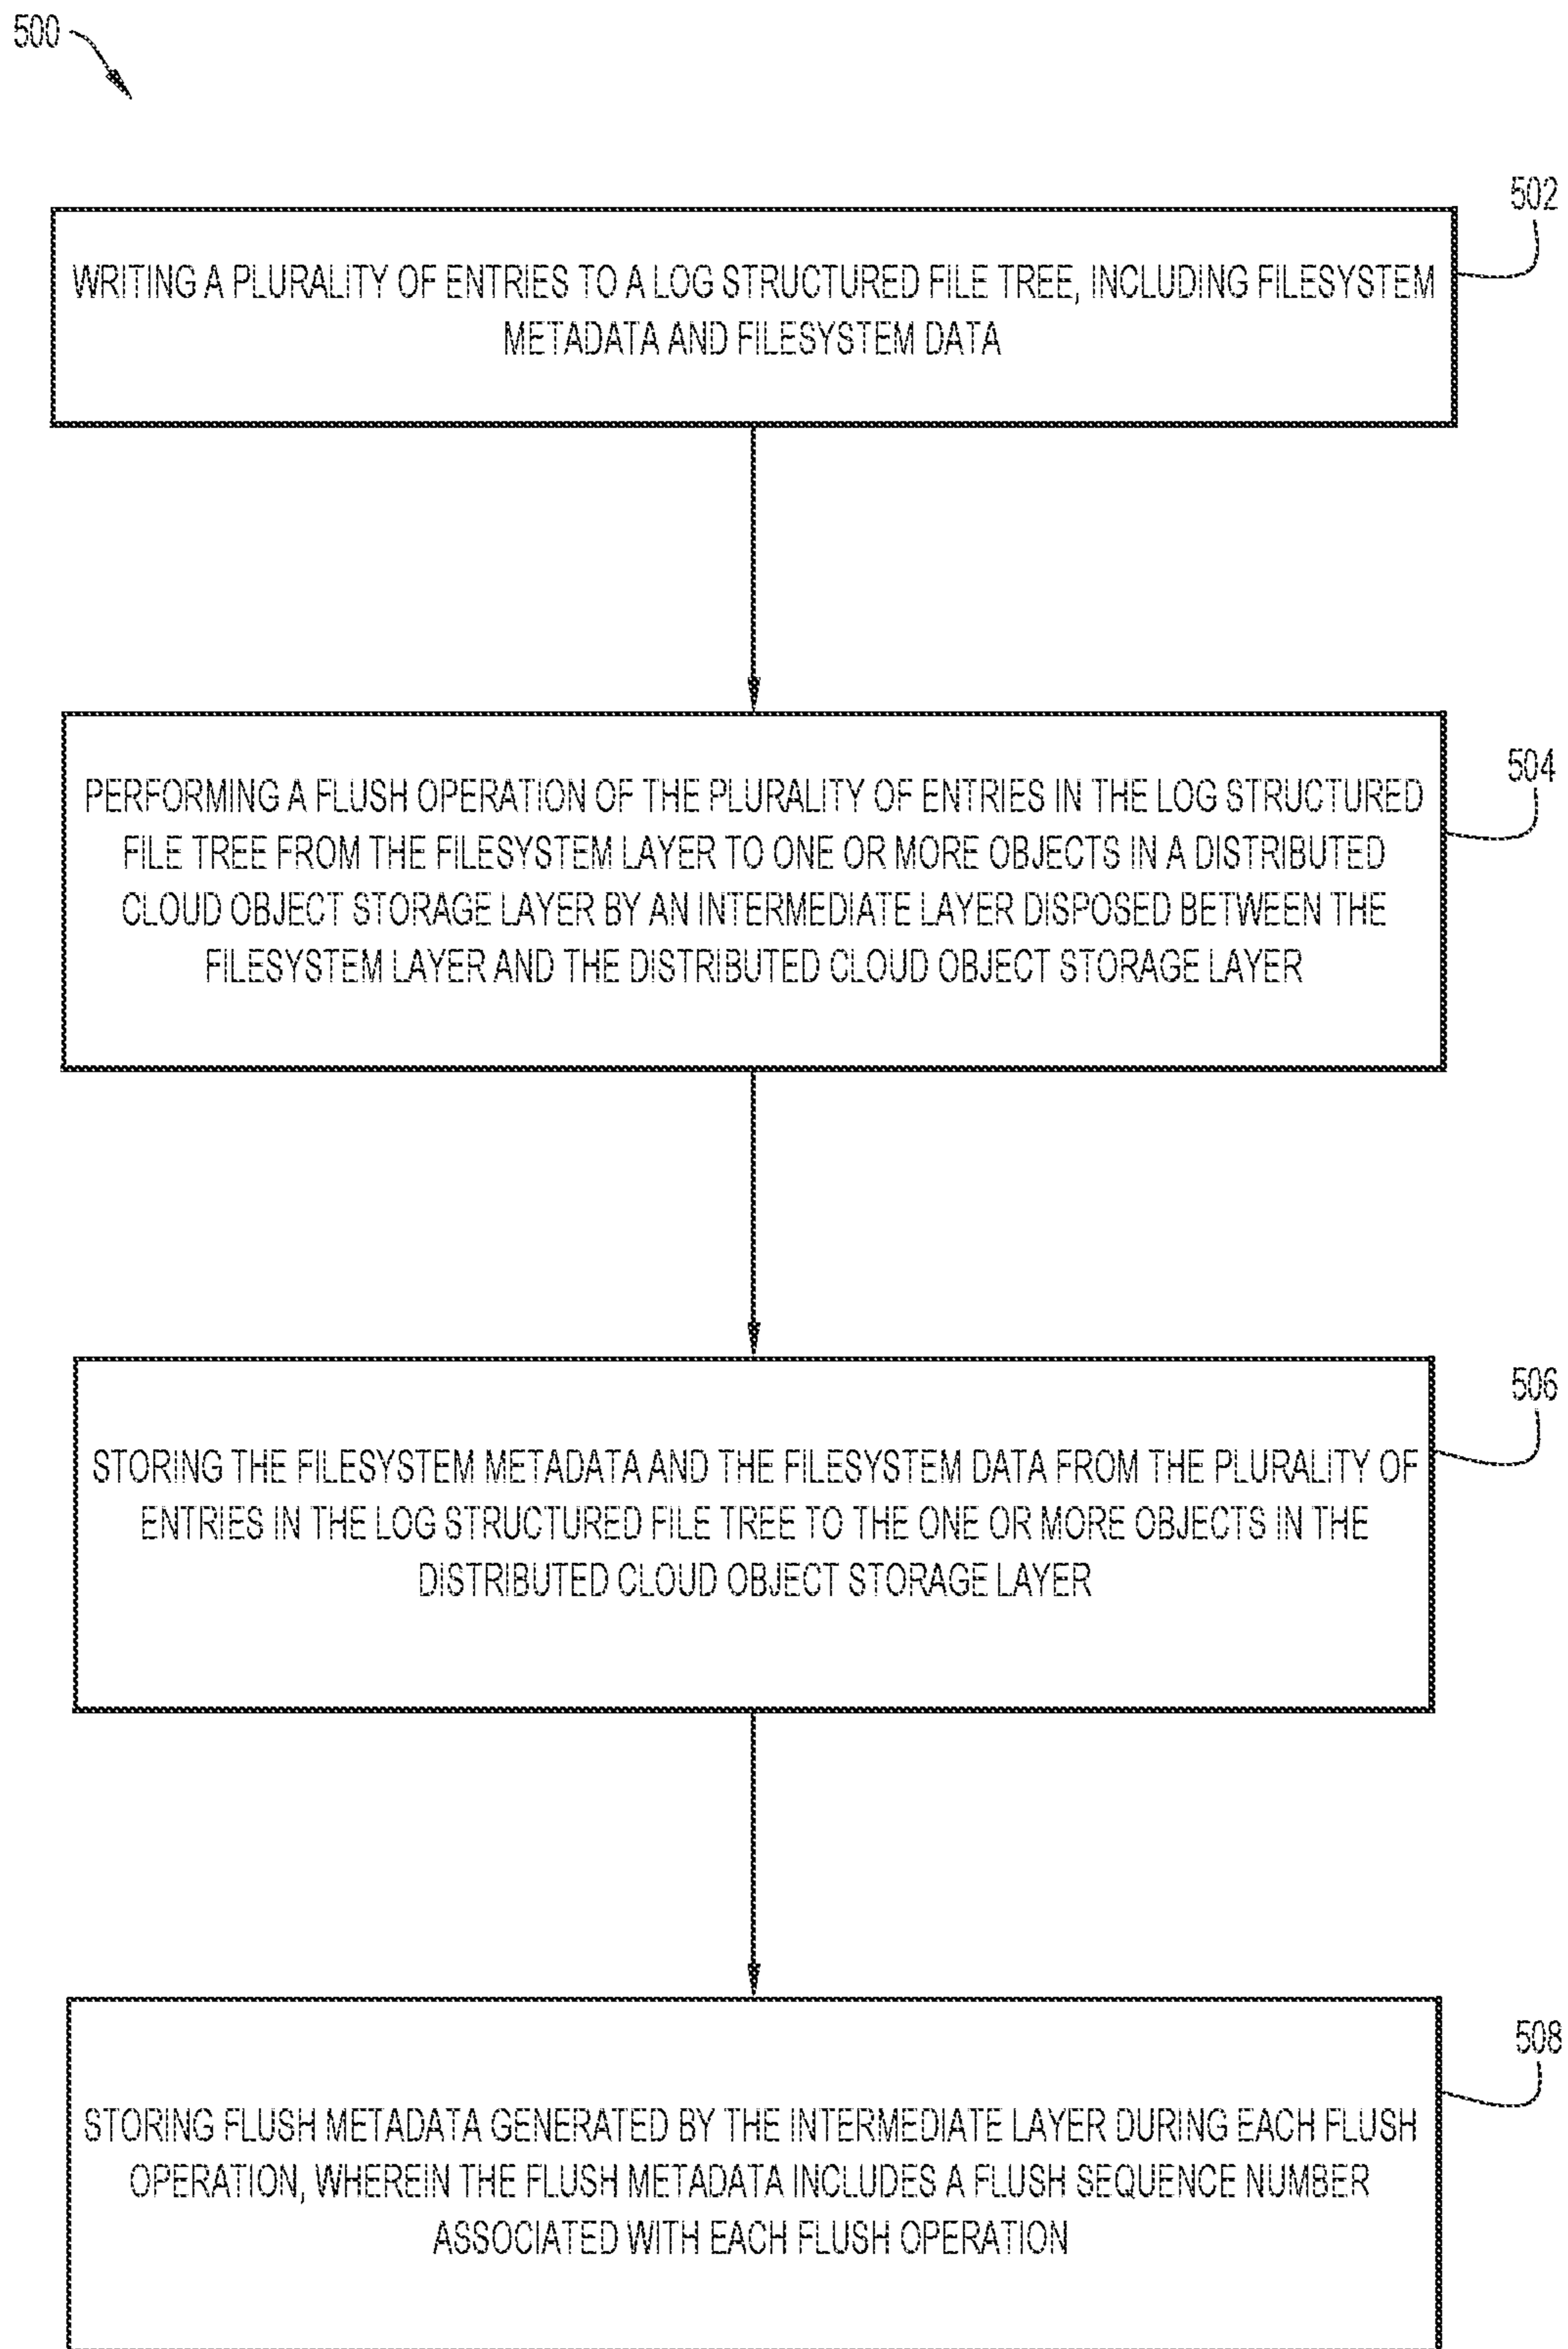 500
502
WRITING A PLURALITY OF ENTRIES TO A LOG STRUCTURED FILE TREE, INCLUDING FILESYSTEM
METADATA AND FILESYSTEM DATA
504
PERFORMING A FLUSH OPERATION OF THE PLURALITY OF ENTRIES IN THE LOG STRUCTURED
FILE TREE FROM THE FILESYSTEM LAYER TO ONE OR MORE OBJECTS IN A DISTRIBUTED
CLOUD OBJECT STORAGE LAYER BY AN INTERMEDIATE LAYER DISPOSED BETWEEN THE
FILESYSTEM LAYER AND THE DISTRIBUTED CLOUD OBJECT STORAGE LAYER
506
STORING THE FILESYSTEM METADATA AND THE FILESYSTEM DATA FROM THE PLURALITY OF
ENTRIES IN THE LOG STRUCTURED FILE TREE TO THE ONE OR MORE OBJECTS IN THE
DISTRIBUTED CLOUD OBJECT STORAGE LAYER
508
STORING FLUSH METADATA GENERATED BY THE INTERMEDIATE LAYER DURING EACH FLUSH
OPERATION, WHEREIN THE FLUSH METADATA INCLUDES A FLUSH SEQUENCE NUMBER
ASSOCIATED WITH EACH FLUSH OPERATION